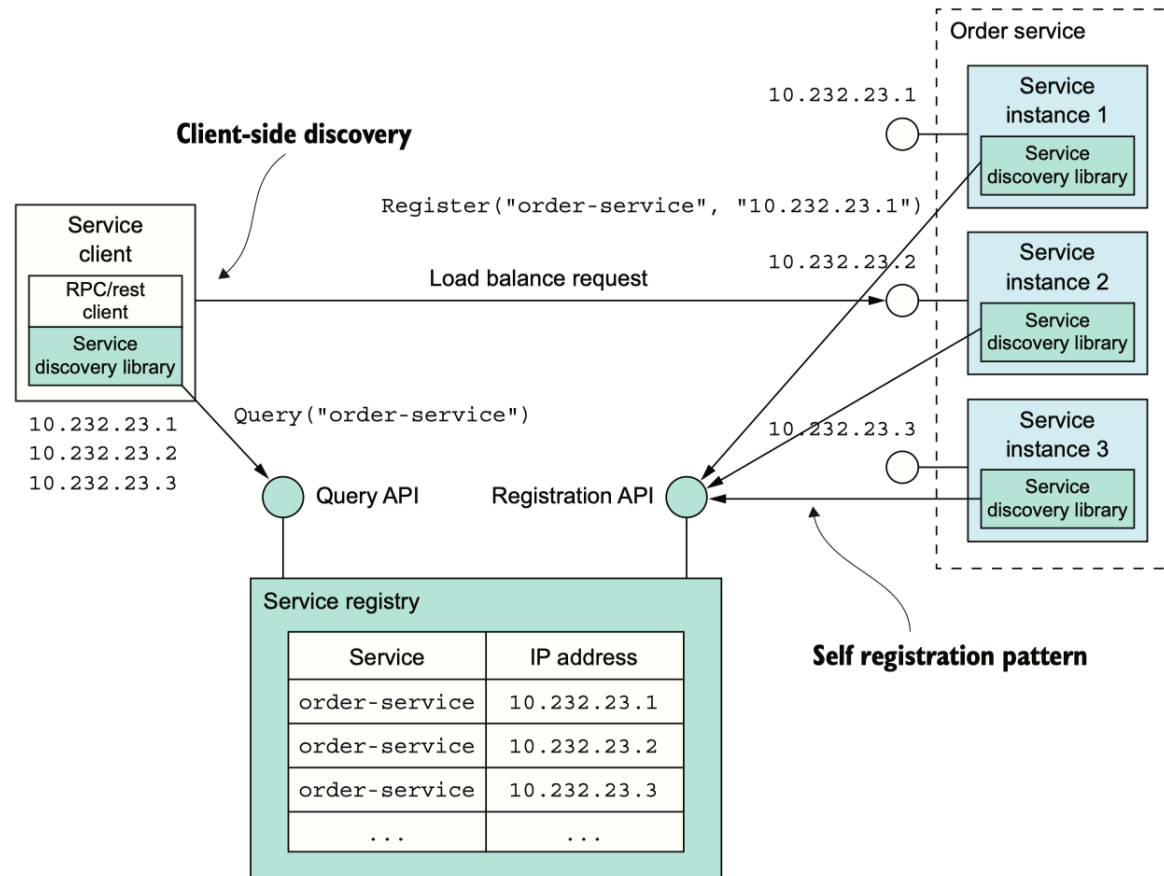 Order service
10.232.23.1
Service
instance 1
Service
discovery library
Client-side discovery
Register("order-service", "10.232.23.1")
Service
client
RPC/rest
client
Service
discovery library
10.232.23.1
10.232.23.2
10.232.23.3
Load balance request
10.232.23.2
Service
instance 2
Service
discovery library
Query("order-service")
10.232.23.3
Service
instance 3
Service
discovery library
Query API
Registration API
Self registration pattern
Service registry
Service IP address
order-service 10.232.23.1
order-service 10.232.23.2
order-service 10.232.23.3
... ...